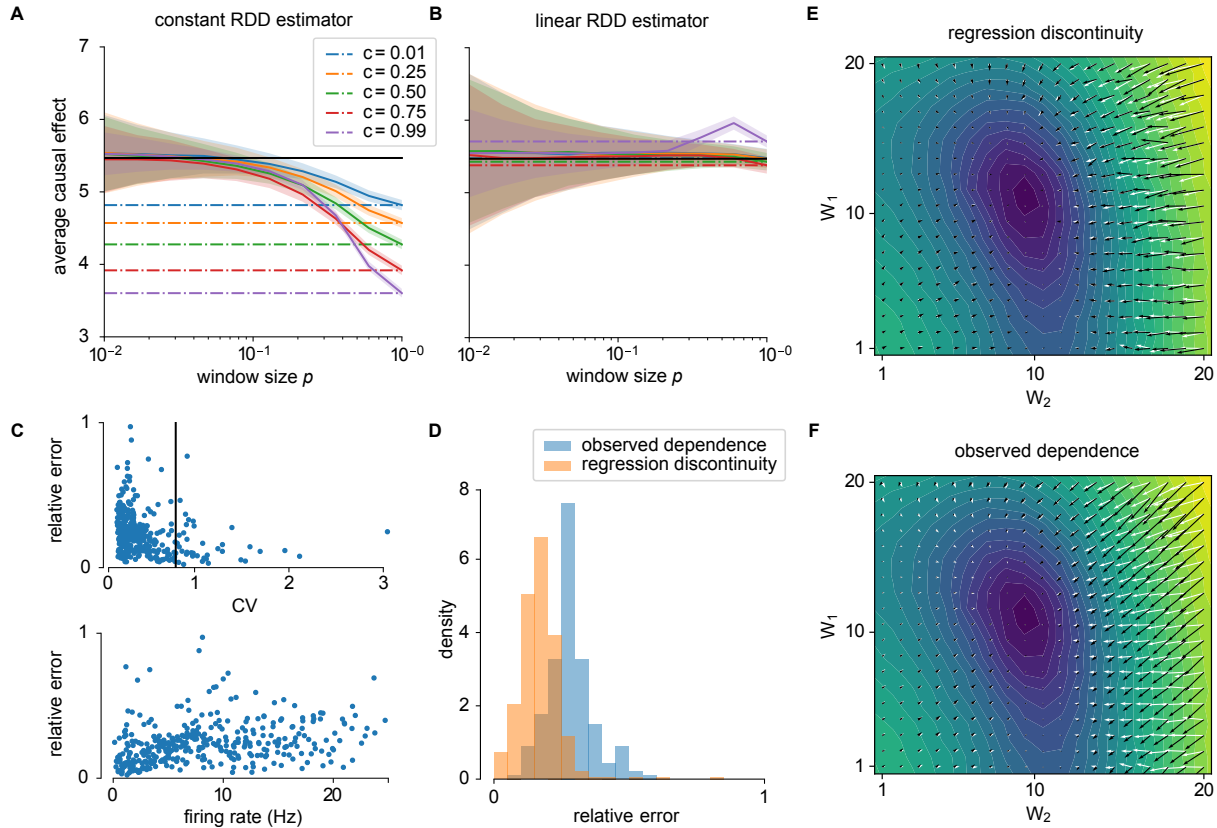 A
constant RDD estimator
7
6
5
4
3
average causal effect
10⁻²
10⁻¹
10⁻⁰
window size p
c = 0.01
c = 0.25
c = 0.50
c = 0.75
c = 0.99
B
linear RDD estimator
10⁻²
10⁻¹
10⁻⁰
window size p
E
regression discontinuity
20
10
1
W₁
1
10
20
W₂
C
1
0
relative error
0
1
2
3
CV
1
0
relative error
0
10
20
firing rate (Hz)
D
observed dependence
regression discontinuity
8
6
4
2
0
density
0
1
relative error
F
observed dependence
20
10
1
W₁
1
10
20
W₂